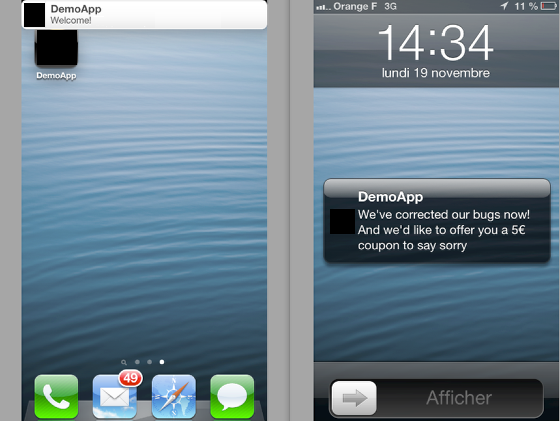 DemoApp
Welcome!
DemoApp
49
Orange F 3G 11 %
14:34
lundi 19 novembre
DemoApp
We've corrected our bugs now!
And we'd like to offer you a 5€
coupon to say sorry
Afficher